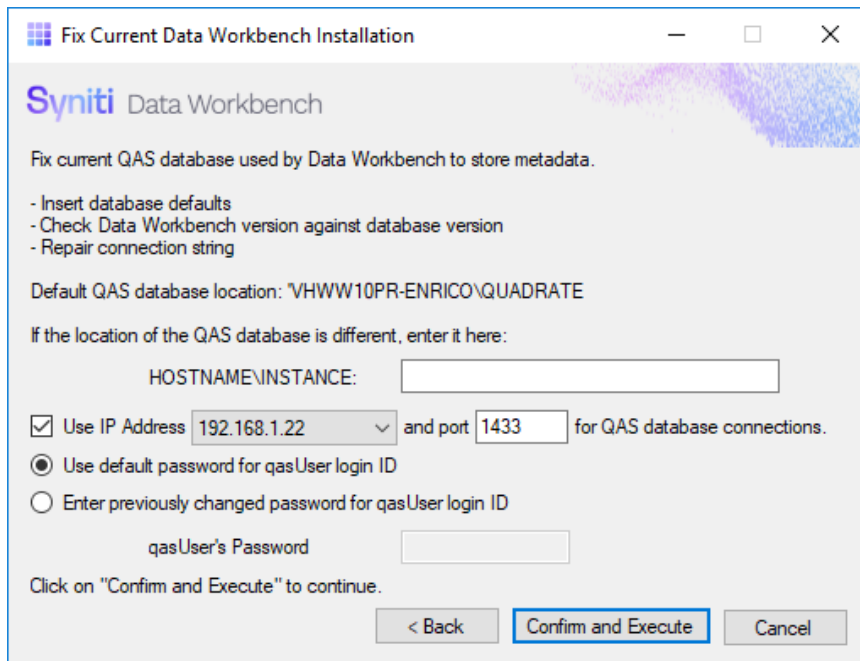 Fix Current Data Workbench Installation
Syniti Data Workbench
Fix current QAS database used by Data Workbench to store metadata.
- Insert database defaults
- Check Data Workbench version against database version
- Repair connection string
Default QAS database location: 'VHWW10PR-ENRICO\QUADRATE
If the location of the QAS database is different, enter it here:
HOSTNAME\INSTANCE:
Use IP Address 192.168.1.22 and port 1433 for QAS database connections.
Use default password for qasUser login ID
Enter previously changed password for qasUser login ID
qasUser's Password
Click on "Confirm and Execute" to continue.
< Back Confirm and Execute Cancel